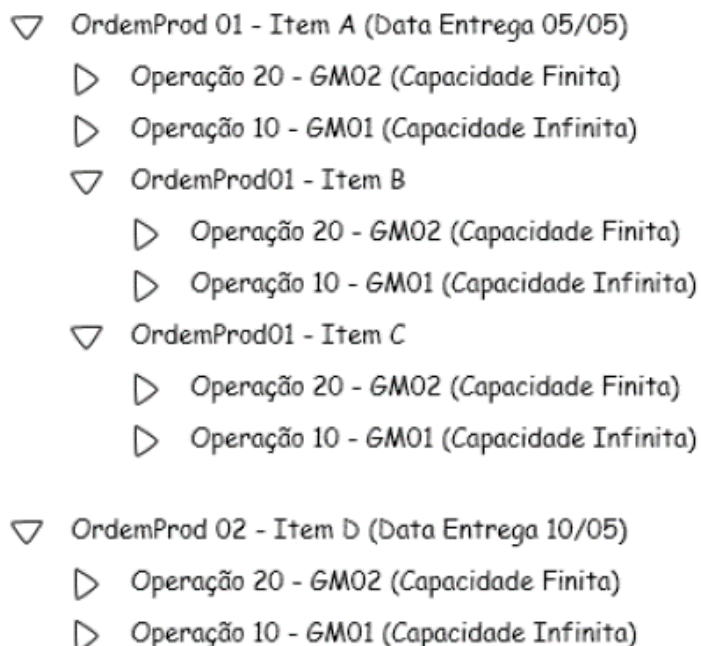 OrdemProd 01 - Item A (Data Entrega 05/05)
Operação 20 - GM02 (Capacidade Finita)
Operação 10 - GM01 (Capacidade Infinita)
OrdemProd01 - Item B
Operação 20 - GM02 (Capacidade Finita)
Operação 10 - GM01 (Capacidade Infinita)
OrdemProd01 - Item C
Operação 20 - GM02 (Capacidade Finita)
Operação 10 - GM01 (Capacidade Infinita)
OrdemProd 02 - Item D (Data Entrega 10/05)
Operação 20 - GM02 (Capacidade Finita)
Operação 10 - GM01 (Capacidade Infinita)